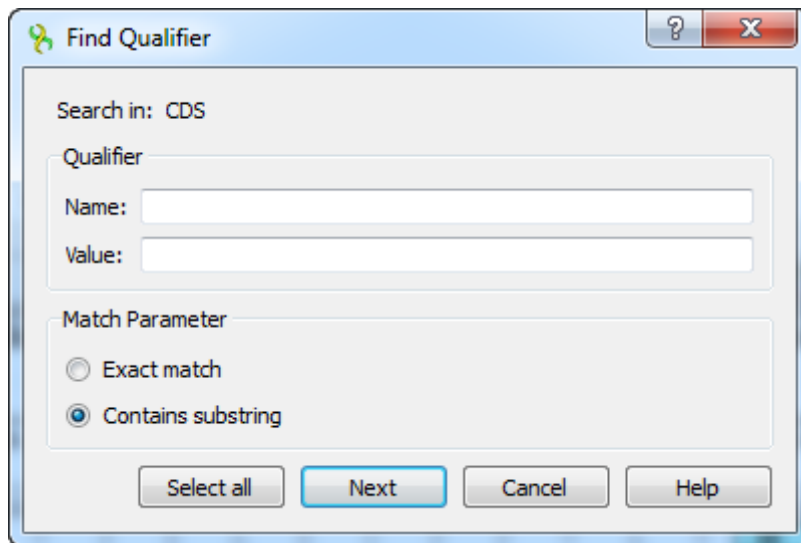 Find Qualifier
Search in: CDS
Qualifier
Name:
Value:
Match Parameter
Exact match
Contains substring
Select all Next Cancel Help